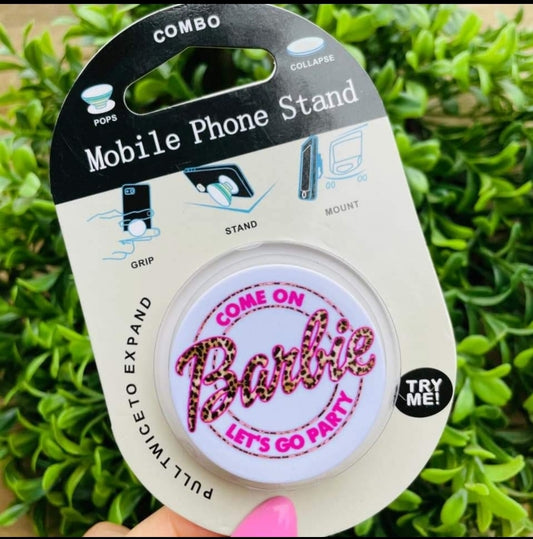 COMBO
POPS
COLLAPSE
Mobile Phone Stand
GRIP
STAND
MOUNT
PULL TWICE TO EXPAND
COME ON
Barbie
LET'S GO PARTY
TRY
ME!